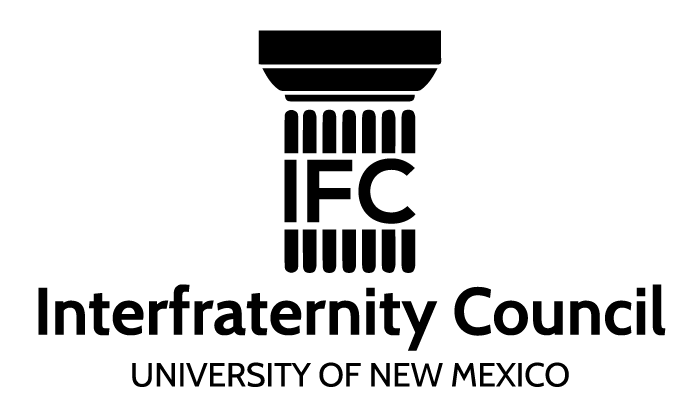 IFC
Interfraternity Council
UNIVERSITY OF NEW MEXICO